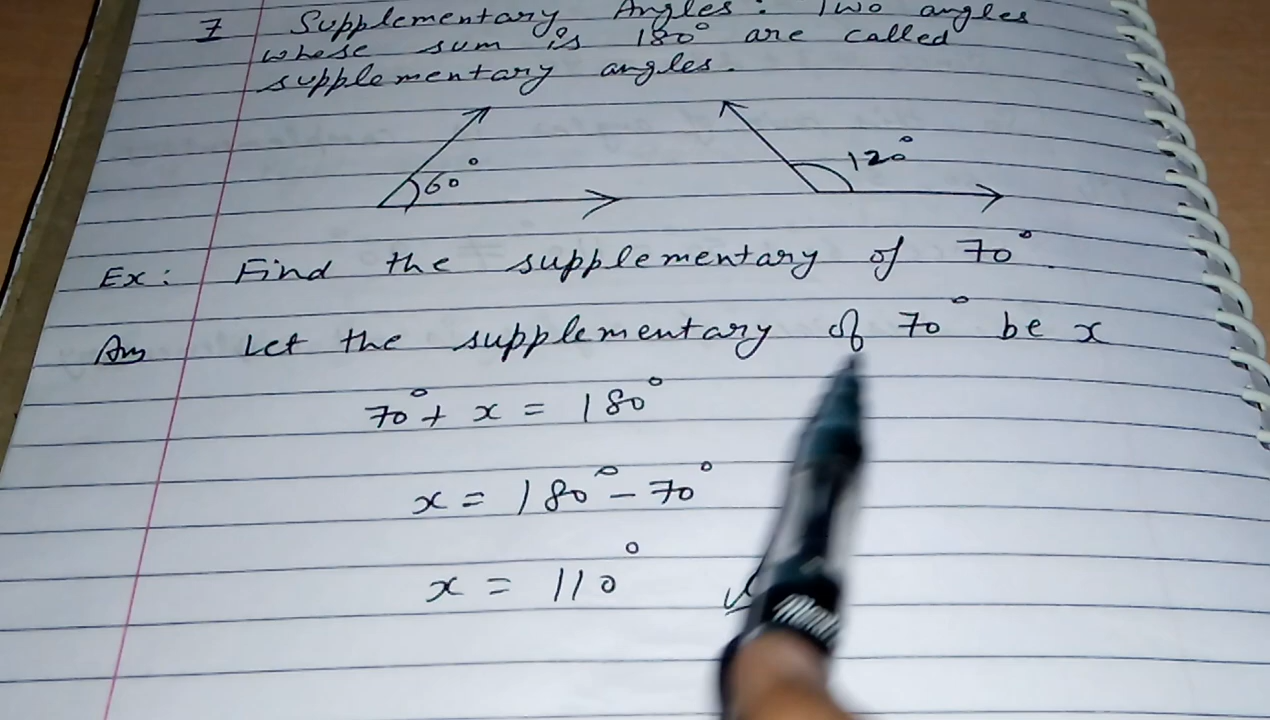 7 Supplementary Angles: Two angles
whose sum is 180° are called
supplementary angles.
60°
120°
Ex: Find the supplementary of 70°.
Ans Let the supplementary of 70° be x
70° + x = 180°
x = 180° - 70°
x = 110°